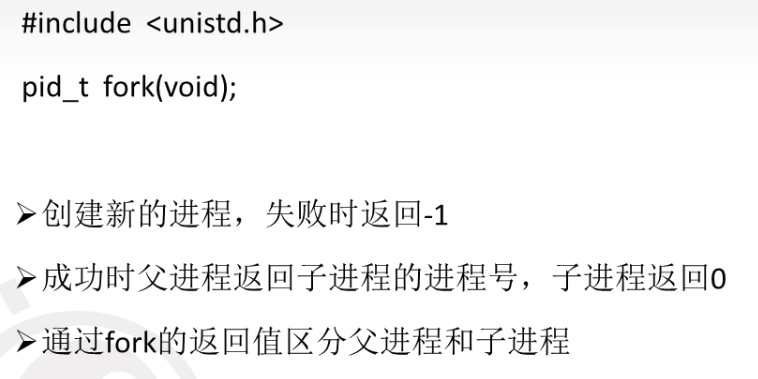 #include <unistd.h>
pid_t fork(void);
➢创建新的进程，失败时返回-1
➢成功时父进程返回子进程的进程号，子进程返回0
➢通过fork的返回值区分父进程和子进程